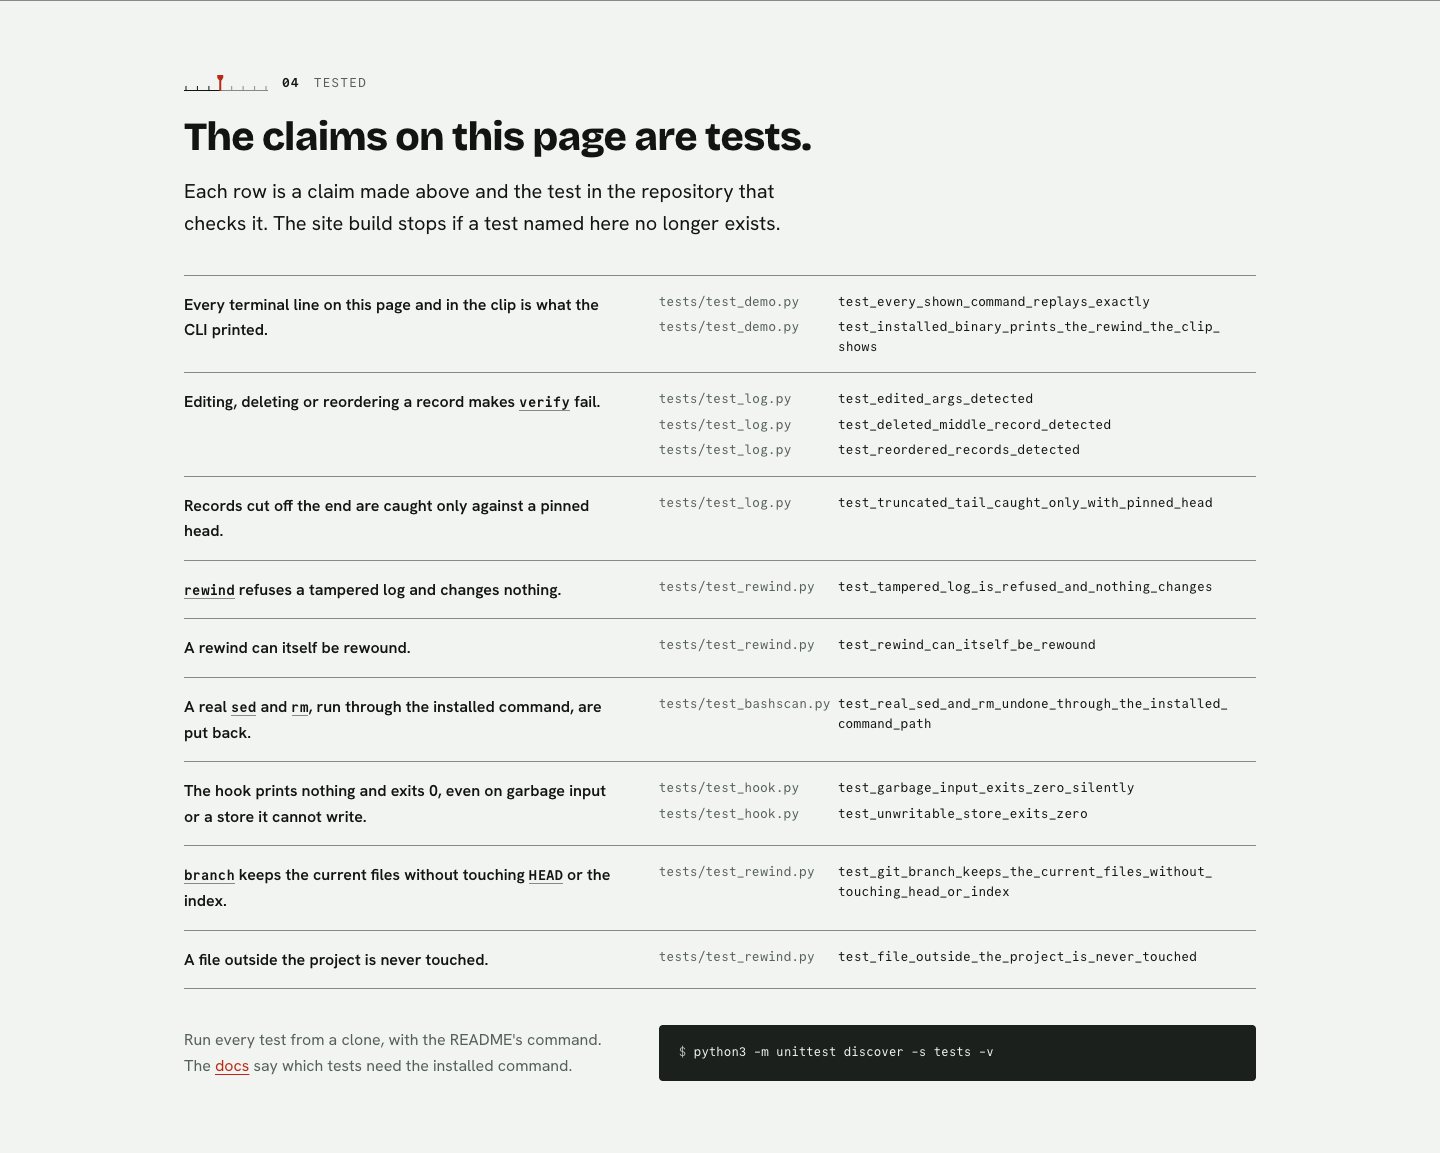 04 TESTED
The claims on this page are tests.
Each row is a claim made above and the test in the repository that
checks it. The site build stops if a test named here no longer exists.
Every terminal line on this page and in the clip is what the
CLI printed.
tests/test_demo.py test_every_shown_command_replays_exactly
tests/test_demo.py test_installed_binary_prints_the_rewind_the_clip_
shows
Editing, deleting or reordering a record makes verify fail.
tests/test_log.py test_edited_args_detected
tests/test_log.py test_deleted_middle_record_detected
tests/test_log.py test_reordered_records_detected
Records cut off the end are caught only against a pinned
head.
tests/test_log.py test_truncated_tail_caught_only_with_pinned_head
rewind refuses a tampered log and changes nothing.
tests/test_rewind.py test_tampered_log_is_refused_and_nothing_changes
A rewind can itself be rewound.
tests/test_rewind.py test_rewind_can_itself_be_rewound
A real sed and rm, run through the installed command, are
put back.
tests/test_bashscan.py test_real_sed_and_rm_undone_through_the_installed_
command_path
The hook prints nothing and exits 0, even on garbage input
or a store it cannot write.
tests/test_hook.py test_garbage_input_exits_zero_silently
tests/test_hook.py test_unwritable_store_exits_zero
branch keeps the current files without touching HEAD or the
index.
tests/test_rewind.py test_git_branch_keeps_the_current_files_without_
touching_head_or_index
A file outside the project is never touched.
tests/test_rewind.py test_file_outside_the_project_is_never_touched
Run every test from a clone, with the README's command.
The docs say which tests need the installed command.
$ python3 -m unittest discover -s tests -v